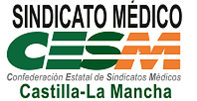 SINDICATO MÉDICO
CESM
Confederación Estatal de Sindicatos Médicos
Castilla-La Mancha